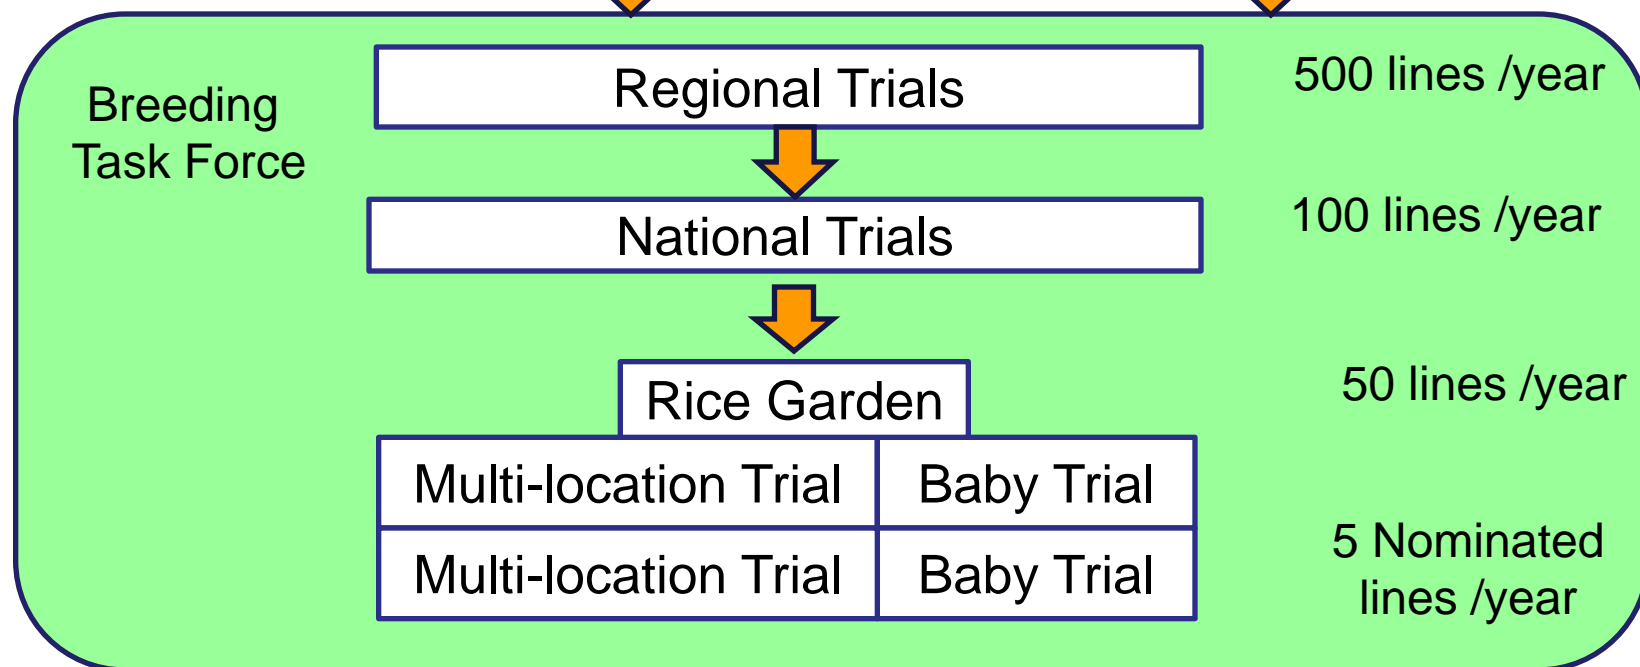 Breeding
Task Force
Regional Trials
500 lines /year
National Trials
100 lines /year
Rice Garden
50 lines /year
Multi-location Trial
Baby Trial
Multi-location Trial
Baby Trial
5 Nominated
lines /year